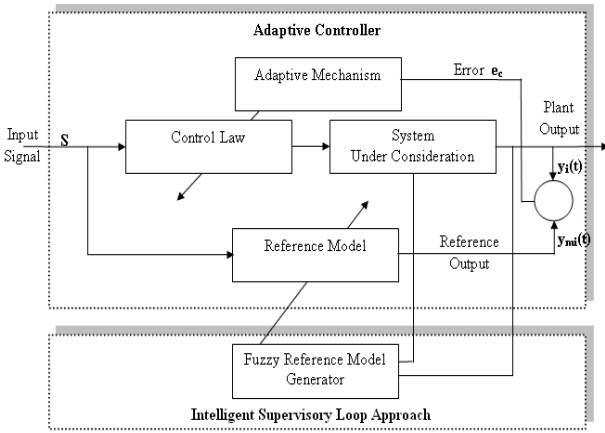 Adaptive Controller
Adaptive Mechanism
Error e_c
Plant
Output
Input
Signal
S
Control Law
System
Under Consideration
y_i(t)
Reference Model
Reference
Output
y_mi(t)
Fuzzy Reference Model
Generator
Intelligent Supervisory Loop Approach